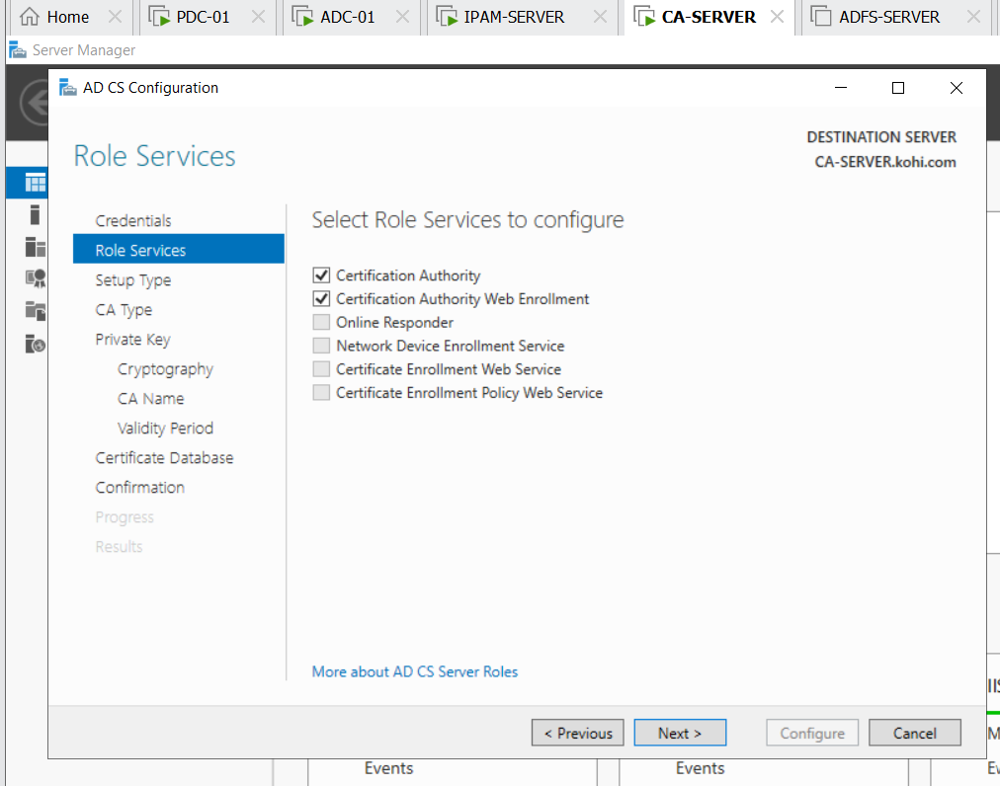 Home
PDC-01
ADC-01
IPAM-SERVER
CA-SERVER
ADFS-SERVER
Server Manager
AD CS Configuration
Role Services
DESTINATION SERVER
CA-SERVER.kohi.com
Credentials
Role Services
Setup Type
CA Type
Private Key
Cryptography
CA Name
Validity Period
Certificate Database
Confirmation
Progress
Results
Select Role Services to configure
Certification Authority
Certification Authority Web Enrollment
Online Responder
Network Device Enrollment Service
Certificate Enrollment Web Service
Certificate Enrollment Policy Web Service
More about AD CS Server Roles
< Previous
Next >
Configure
Cancel
Events
Events